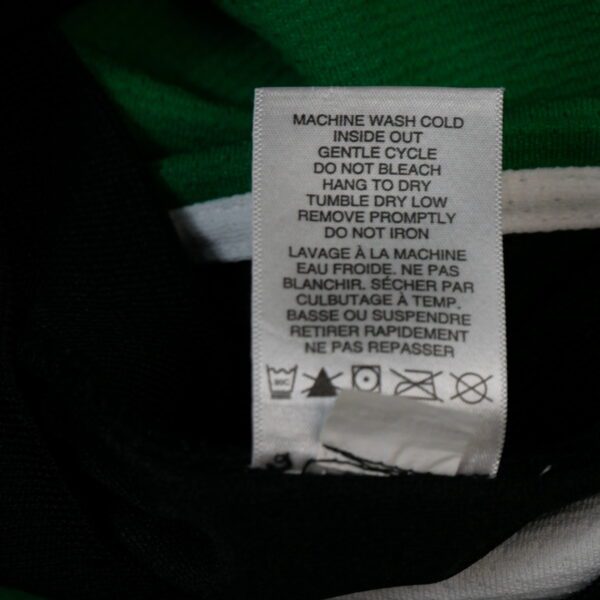 MACHINE WASH COLD
INSIDE OUT
GENTLE CYCLE
DO NOT BLEACH
HANG TO DRY
TUMBLE DRY LOW
REMOVE PROMPTLY
DO NOT IRON
LAVAGE À LA MACHINE
EAU FROIDE. NE PAS
BLANCHIR. SÉCHER PAR
CULBUTAGE À TEMP.
BASSE OU SUSPENDRE
RETIRER RAPIDEMENT
NE PAS REPASSER